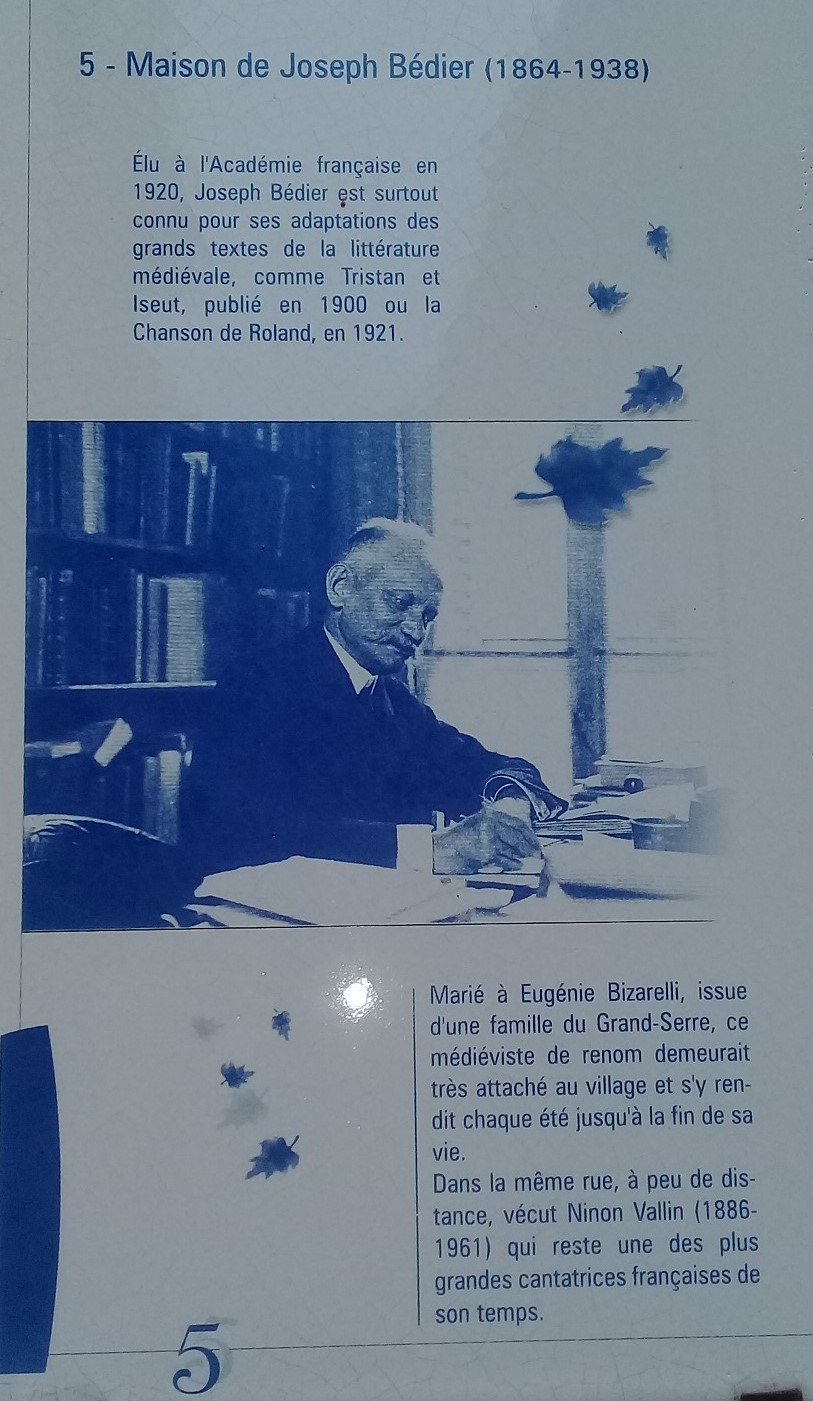 5 - Maison de Joseph Bédier (1864-1938)
Élu à l'Académie française en
1920, Joseph Bédier est surtout
connu pour ses adaptations des
grands textes de la littérature
médiévale, comme Tristan et
Iseut, publié en 1900 ou la
Chanson de Roland, en 1921.
Marié à Eugénie Bizarelli, issue
d'une famille du Grand-Serre, ce
médiéviste de renom demeurait
très attaché au village et s'y ren-
dit chaque été jusqu'à la fin de sa
vie.
Dans la même rue, à peu de dis-
tance, vécut Ninon Vallin (1886-
1961) qui reste une des plus
grandes cantatrices françaises de
son temps.
5